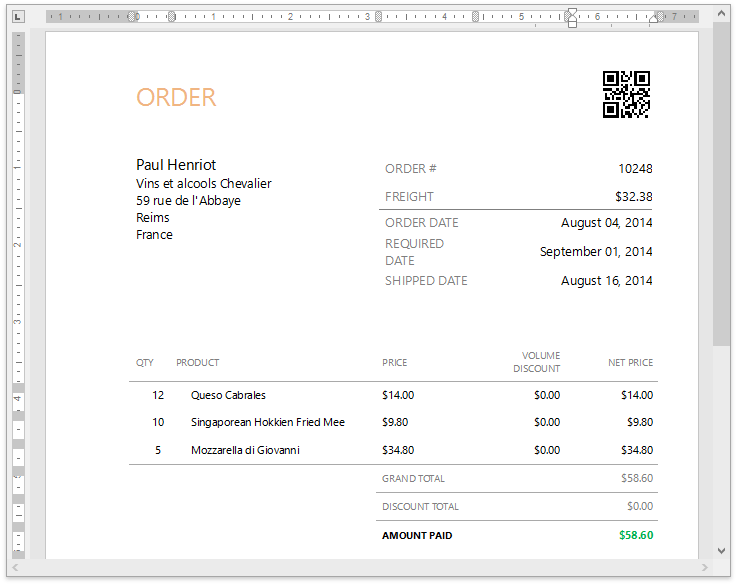 1 1 2 3 4 5 6 7
ORDER
Paul Henriot
Vins et alcools Chevalier
59 rue de l'Abbaye
Reims
France
ORDER # 10248
FREIGHT $32.38
ORDER DATE August 04, 2014
REQUIRED
DATE September 01, 2014
SHIPPED DATE August 16, 2014
QTY PRODUCT PRICE VOLUME
DISCOUNT NET PRICE
12 Queso Cabrales $14.00 $0.00 $14.00
10 Singaporean Hokkien Fried Mee $9.80 $0.00 $9.80
5 Mozzarella di Giovanni $34.80 $0.00 $34.80
GRAND TOTAL $58.60
DISCOUNT TOTAL $0.00
AMOUNT PAID $58.60